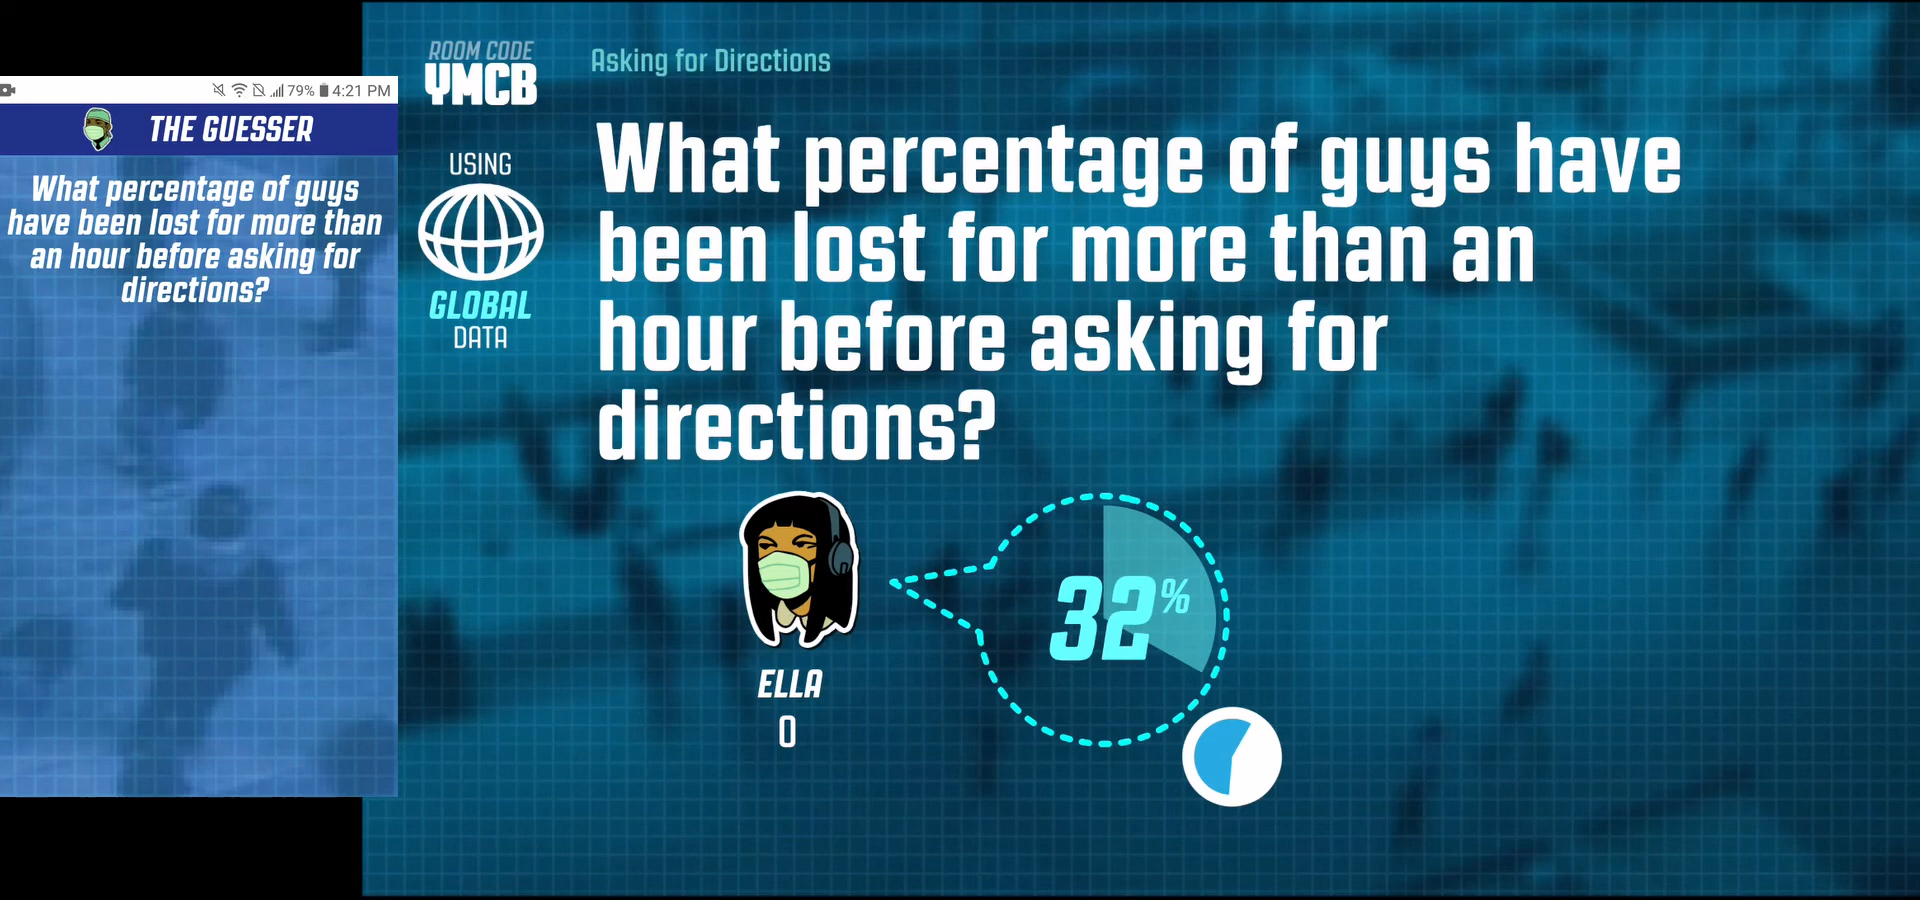 79% 4:21 PM
THE GUESSER
What percentage of guys
have been lost for more than
an hour before asking for
directions?
ROOM CODE
YMCB
USING
GLOBAL
DATA
Asking for Directions
What percentage of guys have
been lost for more than an
hour before asking for
directions?
32%
ELLA
0